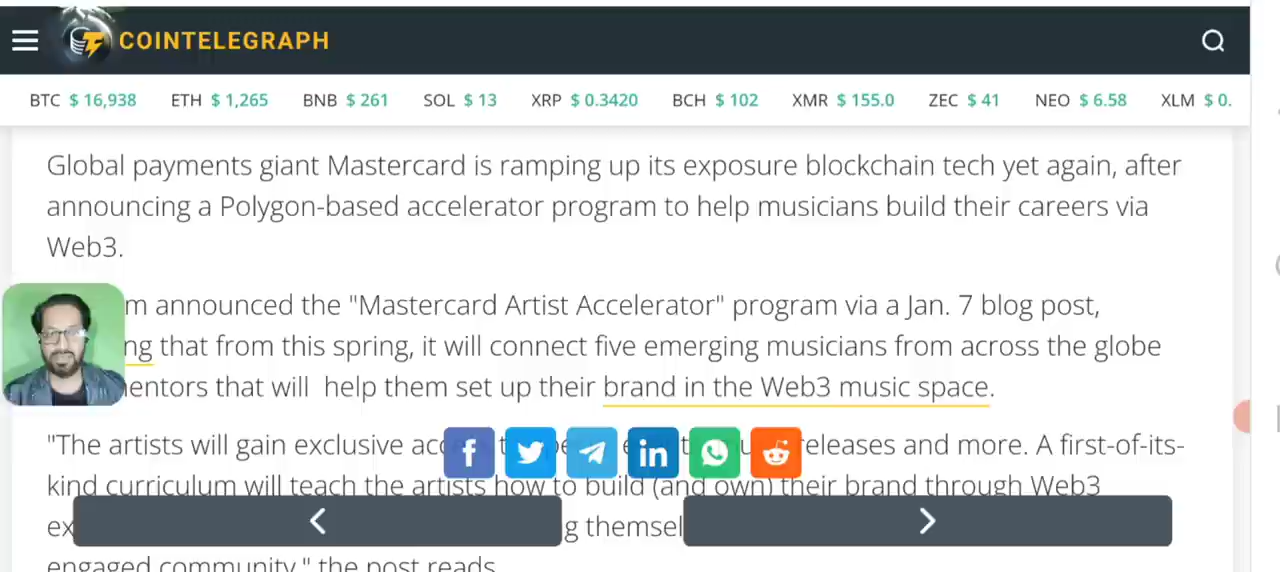 COINTELEGRAPH
BTC $ 16,938 ETH $ 1,265 BNB $ 261 SOL $ 13 XRP $ 0.3420 BCH $ 102 XMR $ 155.0 ZEC $ 41 NEO $ 6.58 XLM $ 0.
Global payments giant Mastercard is ramping up its exposure blockchain tech yet again, after
announcing a Polygon-based accelerator program to help musicians build their careers via
Web3.
announced the "Mastercard Artist Accelerator" program via a Jan. 7 blog post,
that from this spring, it will connect five emerging musicians from across the globe
that will help them set up their brand in the Web3 music space.
"The artists will gain exclusive releases and more. A first-of-its-
kind curriculum will teach the artists how to build (and own) their brand through Web3
engaged community," the post reads.